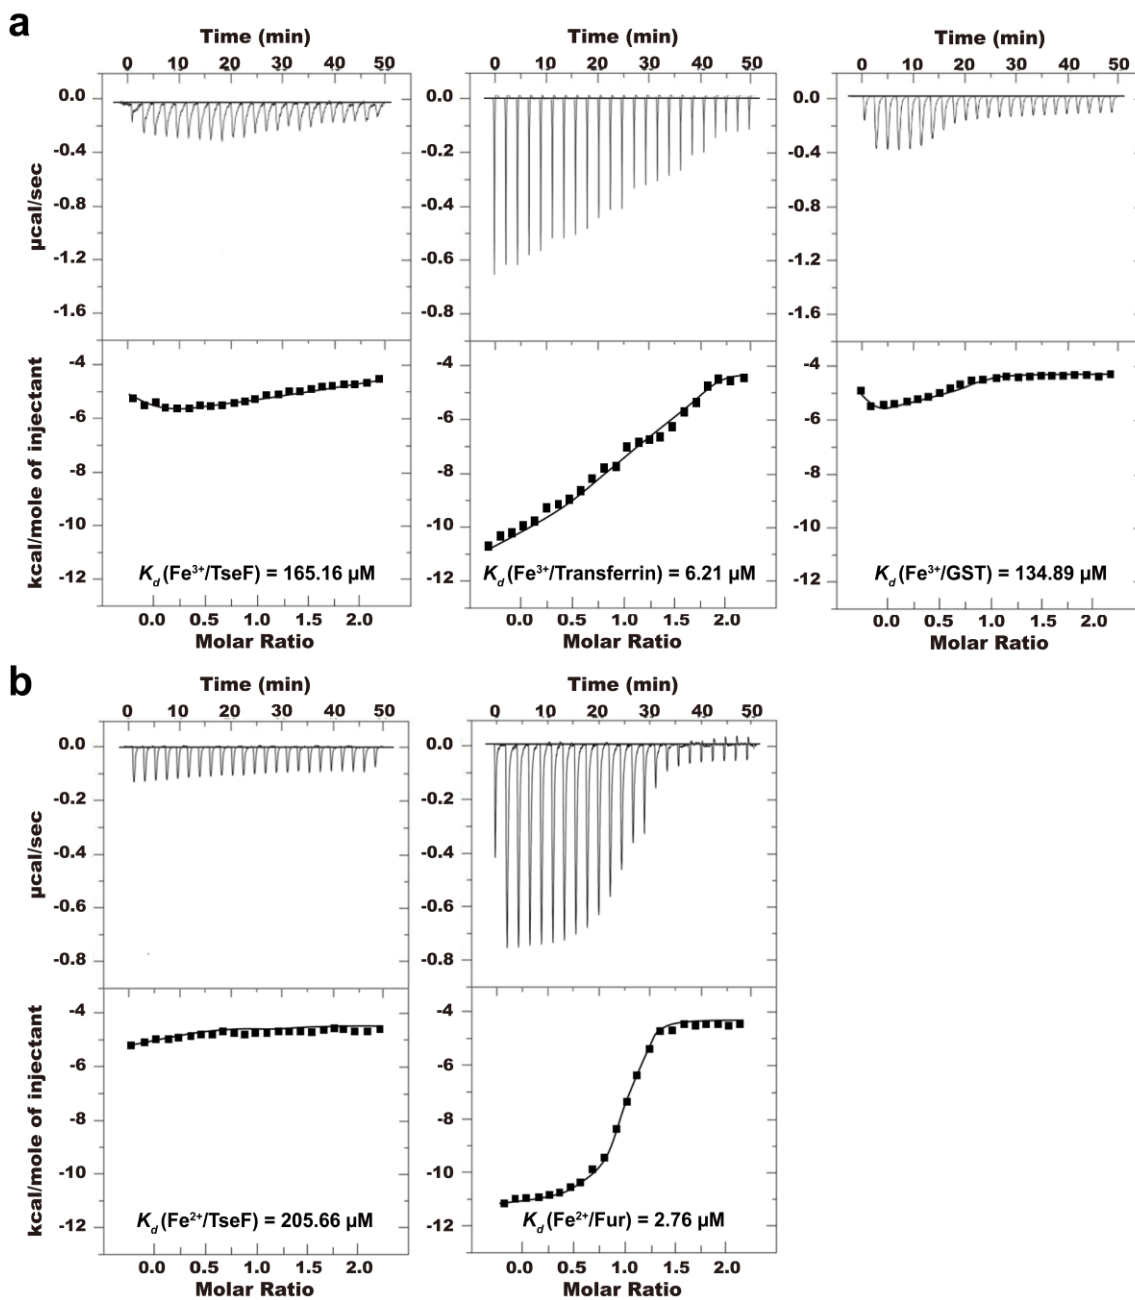 a
Time (min)
0 10 20 30 40 50
0.0
-0.4
-0.8
-1.2
-1.6
µcal/sec
-4
-6
-8
-10
-12
kcal/mole of injectant
K_d (Fe³⁺/TseF) = 165.16 µM
0.0 0.5 1.0 1.5 2.0
Molar Ratio
Time (min)
0 10 20 30 40 50
0.0
-0.2
-0.4
-0.6
-0.8
-4
-6
-8
-10
-12
K_d (Fe³⁺/Transferrin) = 6.21 µM
0.0 0.5 1.0 1.5 2.0
Molar Ratio
Time (min)
0 10 20 30 40 50
0.0
-0.4
-0.8
-1.2
-1.6
-4
-6
-8
-10
-12
K_d (Fe³⁺/GST) = 134.89 µM
0.0 0.5 1.0 1.5 2.0
Molar Ratio
b
Time (min)
0 10 20 30 40 50
0.0
-0.2
-0.4
-0.6
-0.8
µcal/sec
-4
-6
-8
-10
-12
kcal/mole of injectant
K_d (Fe²⁺/TseF) = 205.66 µM
0.0 0.5 1.0 1.5 2.0
Molar Ratio
Time (min)
0 10 20 30 40 50
0.0
-0.2
-0.4
-0.6
-0.8
-4
-6
-8
-10
-12
K_d (Fe²⁺/Fur) = 2.76 µM
0.0 0.5 1.0 1.5 2.0
Molar Ratio